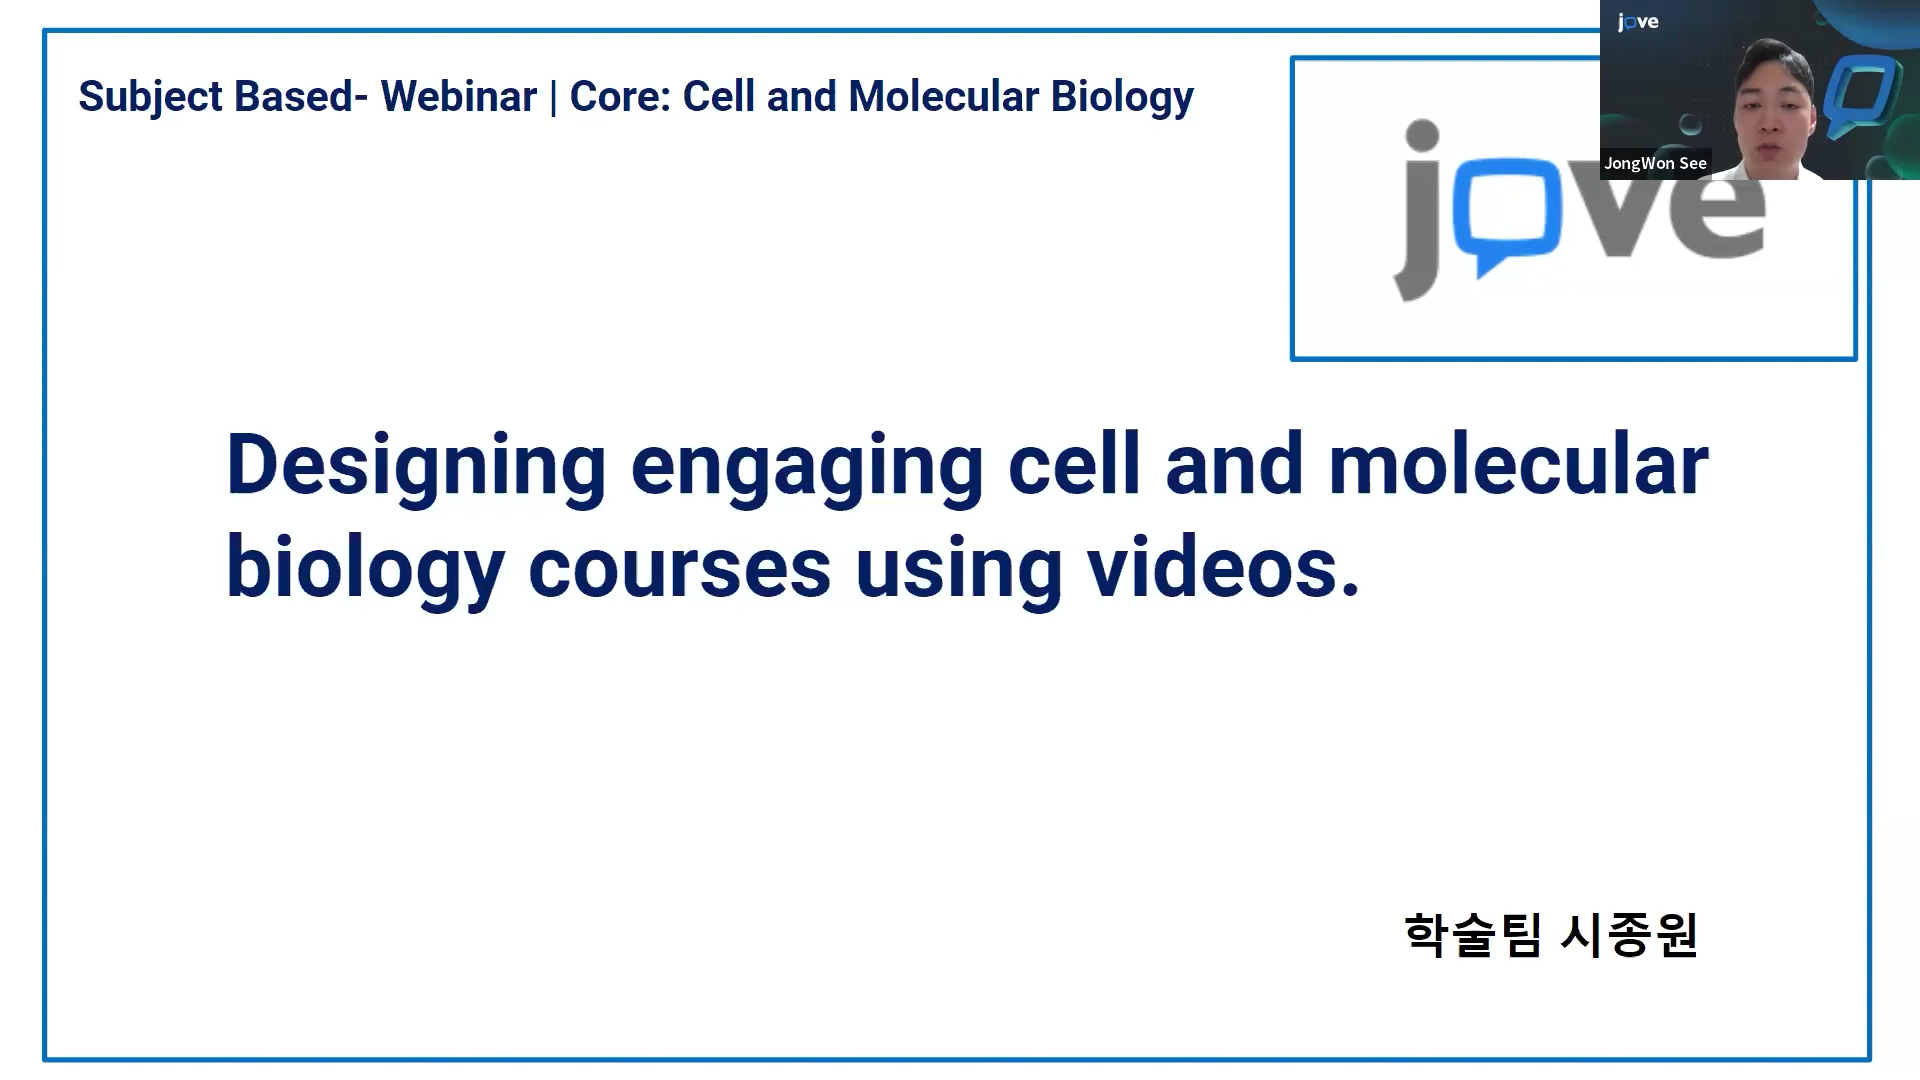 Subject Based- Webinar | Core: Cell and Molecular Biology
jove
JongWon See
jove
Designing engaging cell and molecular
biology courses using videos.
학술팀 시종원